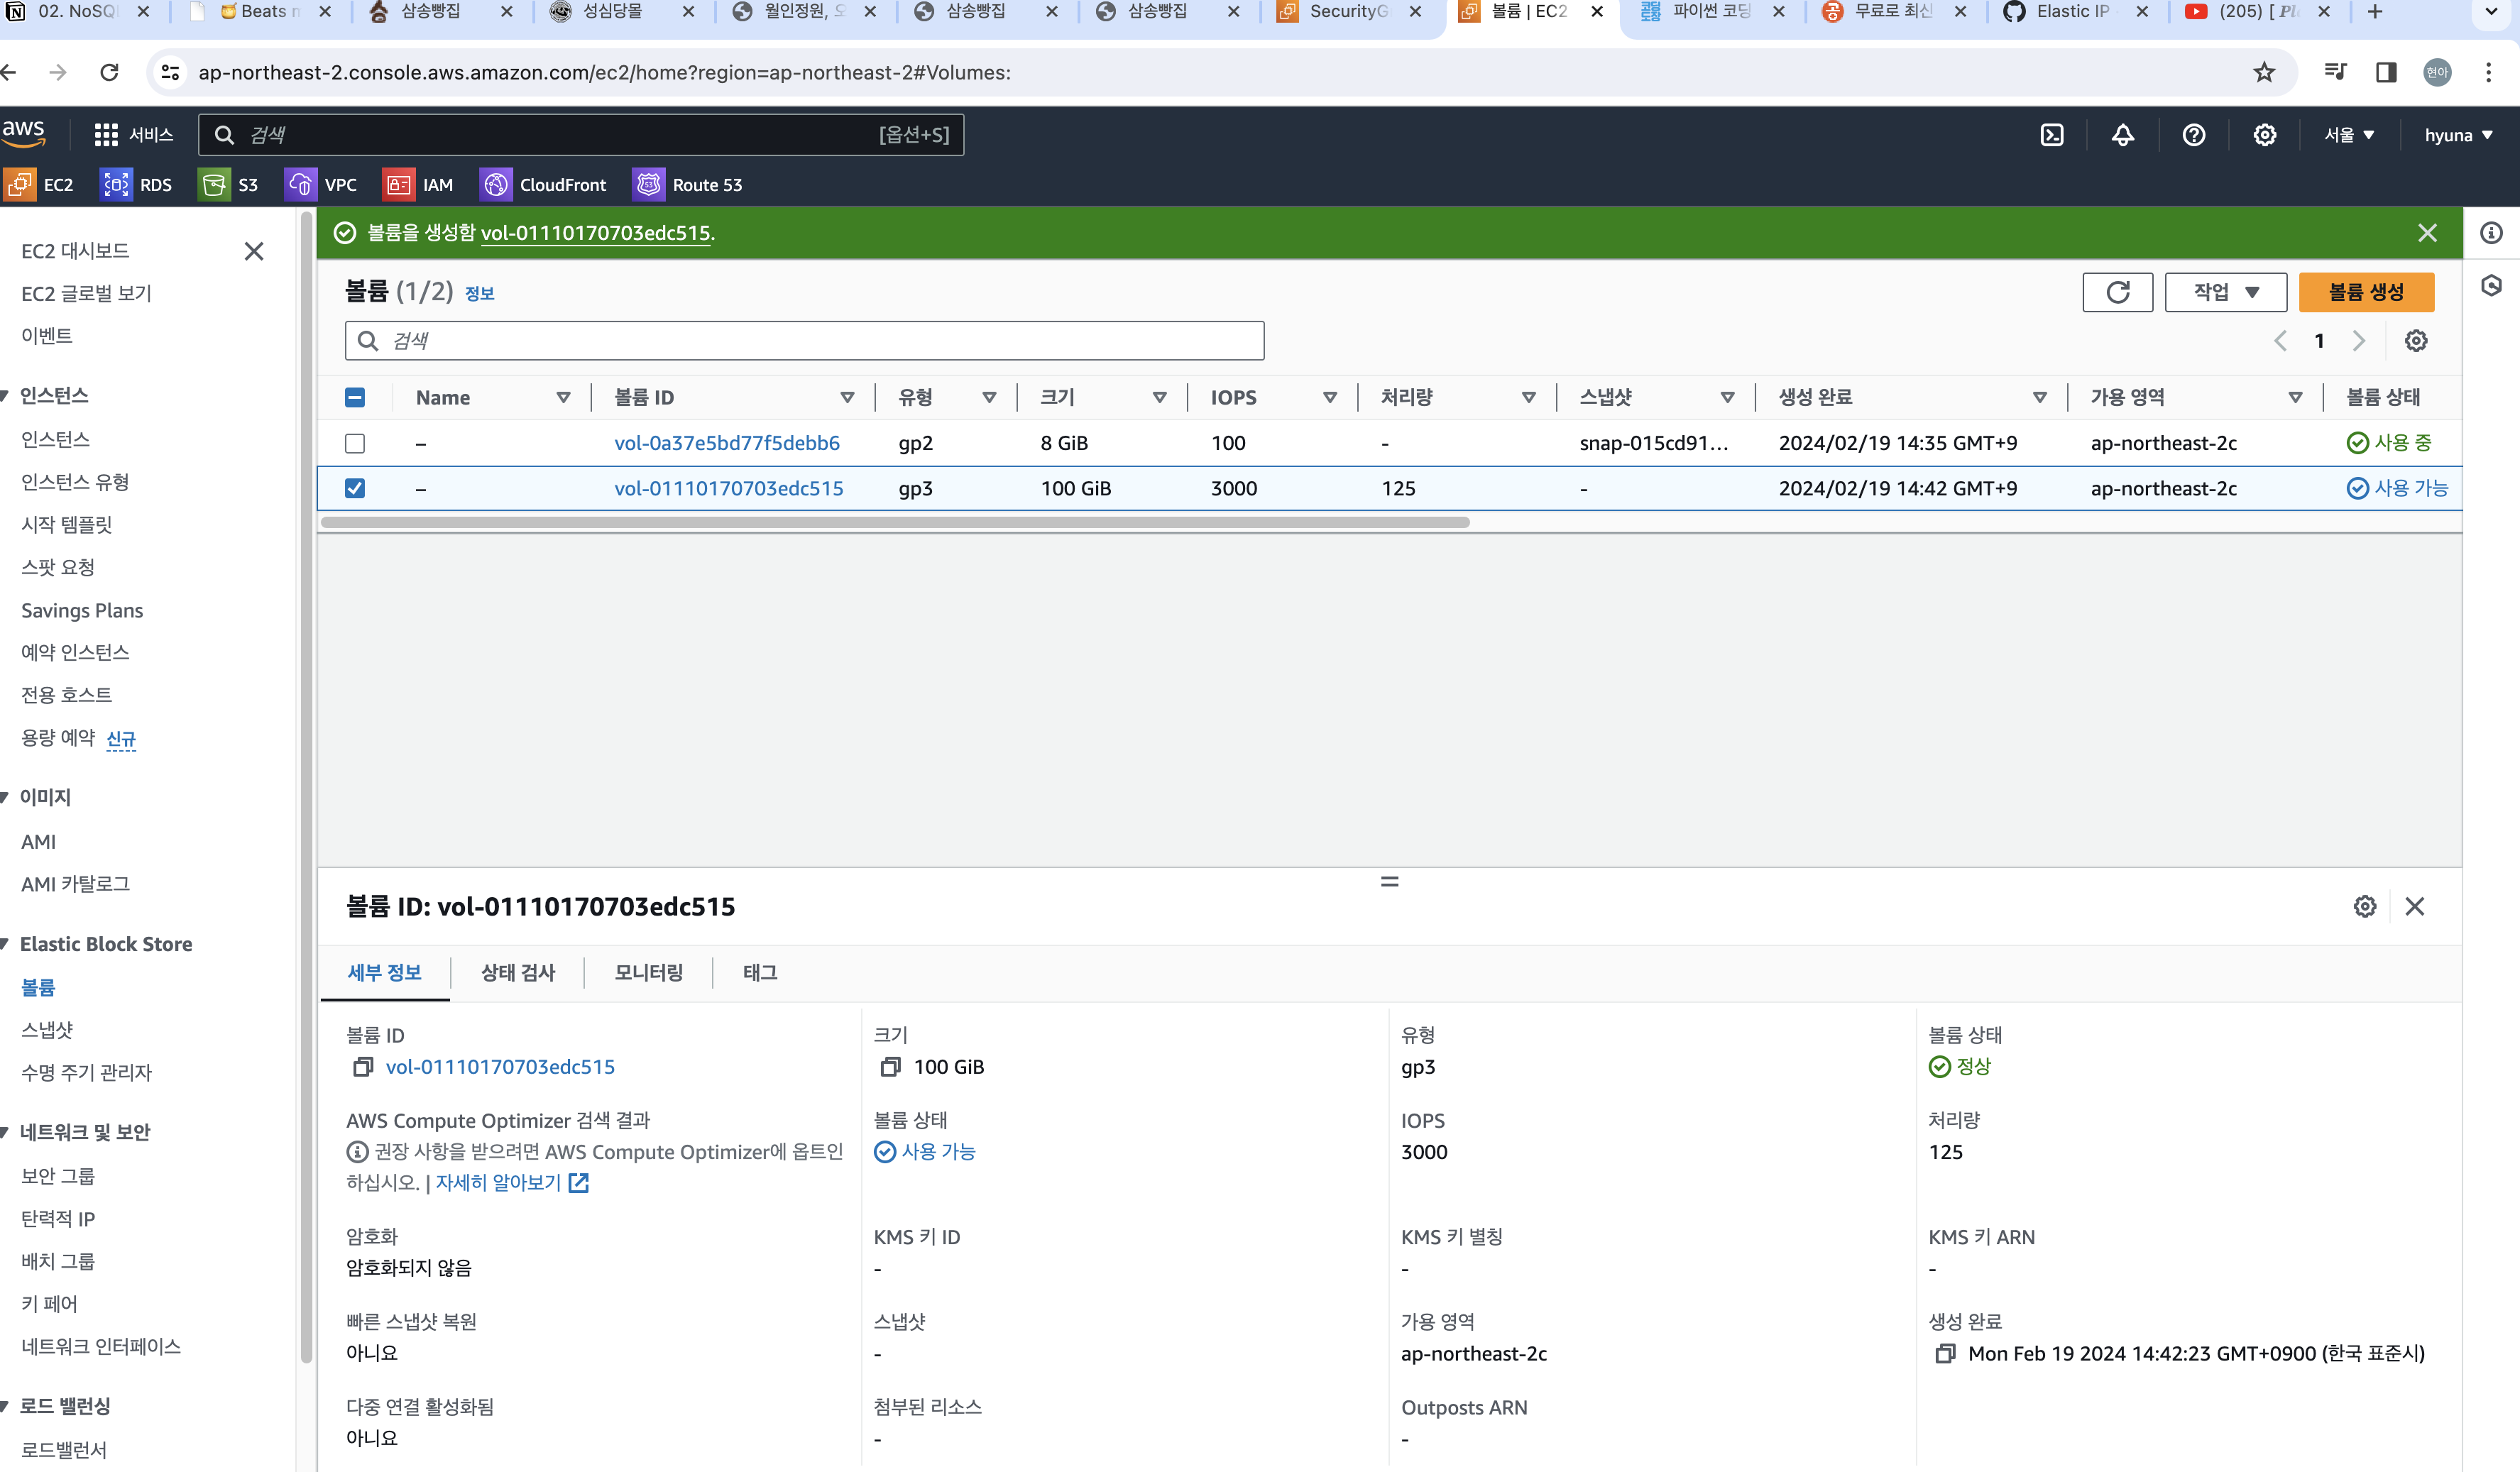 02. NoSQ
Beats n
삼송빵집
성심당몰
월인정원, 오
삼송빵집
삼송빵집
SecurityG
볼륨 | EC2
파이썬 코딩
무료로 최신
Elastic IP
(205) [ Pl
ap-northeast-2.console.aws.amazon.com/ec2/home?region=ap-northeast-2#Volumes:
현아
aws
서비스
검색
[옵션+S]
서울
hyuna
EC2
RDS
S3
VPC
IAM
CloudFront
Route 53
EC2 대시보드
EC2 글로벌 보기
이벤트
인스턴스
인스턴스
인스턴스 유형
시작 템플릿
스팟 요청
Savings Plans
예약 인스턴스
전용 호스트
용량 예약 신규
이미지
AMI
AMI 카탈로그
Elastic Block Store
볼륨
스냅샷
수명 주기 관리자
네트워크 및 보안
보안 그룹
탄력적 IP
배치 그룹
키 페어
네트워크 인터페이스
로드 밸런싱
로드밸런서
볼륨을 생성함 vol-01110170703edc515.
볼륨 (1/2) 정보
작업
볼륨 생성
검색
1
Name 볼륨 ID 유형 크기 IOPS 처리량 스냅샷 생성 완료 가용 영역 볼륨 상태
– vol-0a37e5bd77f5debb6 gp2 8 GiB 100 - snap-015cd91... 2024/02/19 14:35 GMT+9 ap-northeast-2c 사용 중
– vol-01110170703edc515 gp3 100 GiB 3000 125 - 2024/02/19 14:42 GMT+9 ap-northeast-2c 사용 가능
볼륨 ID: vol-01110170703edc515
세부 정보
상태 검사
모니터링
태그
볼륨 ID
vol-01110170703edc515
크기
100 GiB
유형
gp3
볼륨 상태
정상
AWS Compute Optimizer 검색 결과
권장 사항을 받으려면 AWS Compute Optimizer에 옵트인
하십시오. | 자세히 알아보기
볼륨 상태
사용 가능
IOPS
3000
처리량
125
암호화
암호화되지 않음
KMS 키 ID
-
KMS 키 별칭
-
KMS 키 ARN
-
빠른 스냅샷 복원
아니요
스냅샷
-
가용 영역
ap-northeast-2c
생성 완료
Mon Feb 19 2024 14:42:23 GMT+0900 (한국 표준시)
다중 연결 활성화됨
아니요
첨부된 리소스
-
Outposts ARN
-